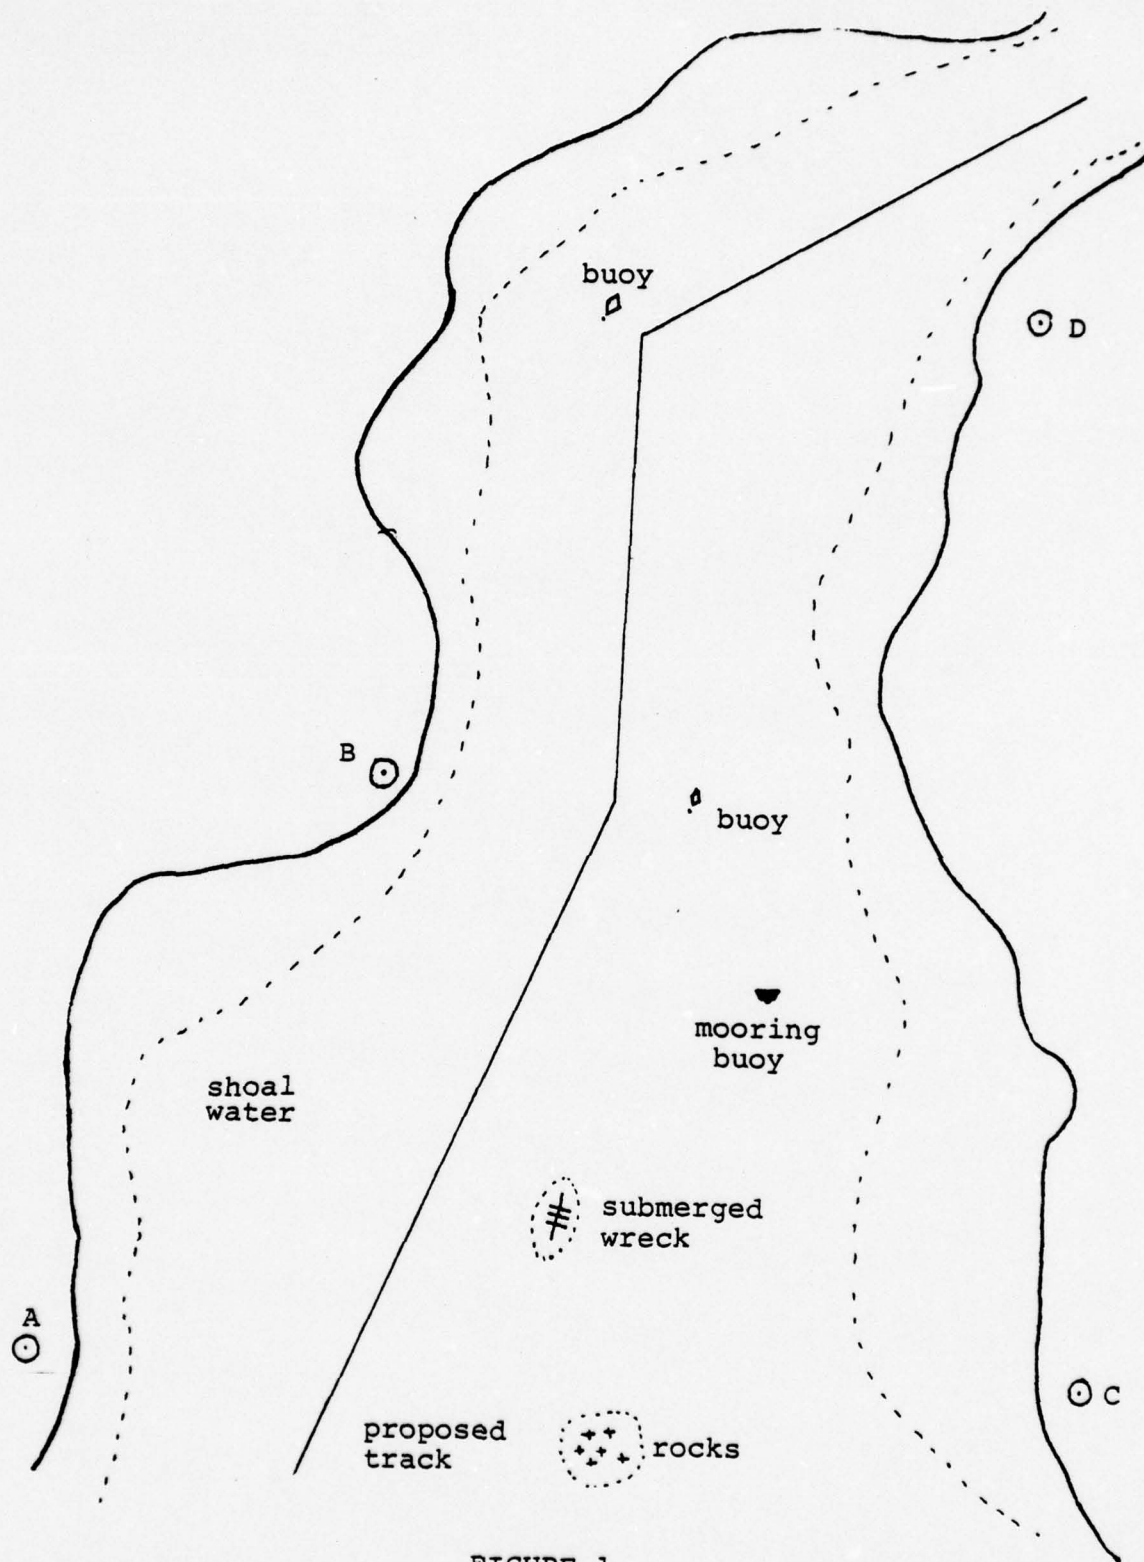 buoy
D
B
buoy
mooring
buoy
shoal
water
submerged
wreck
A
C
proposed
track
rocks
FIGURE 1